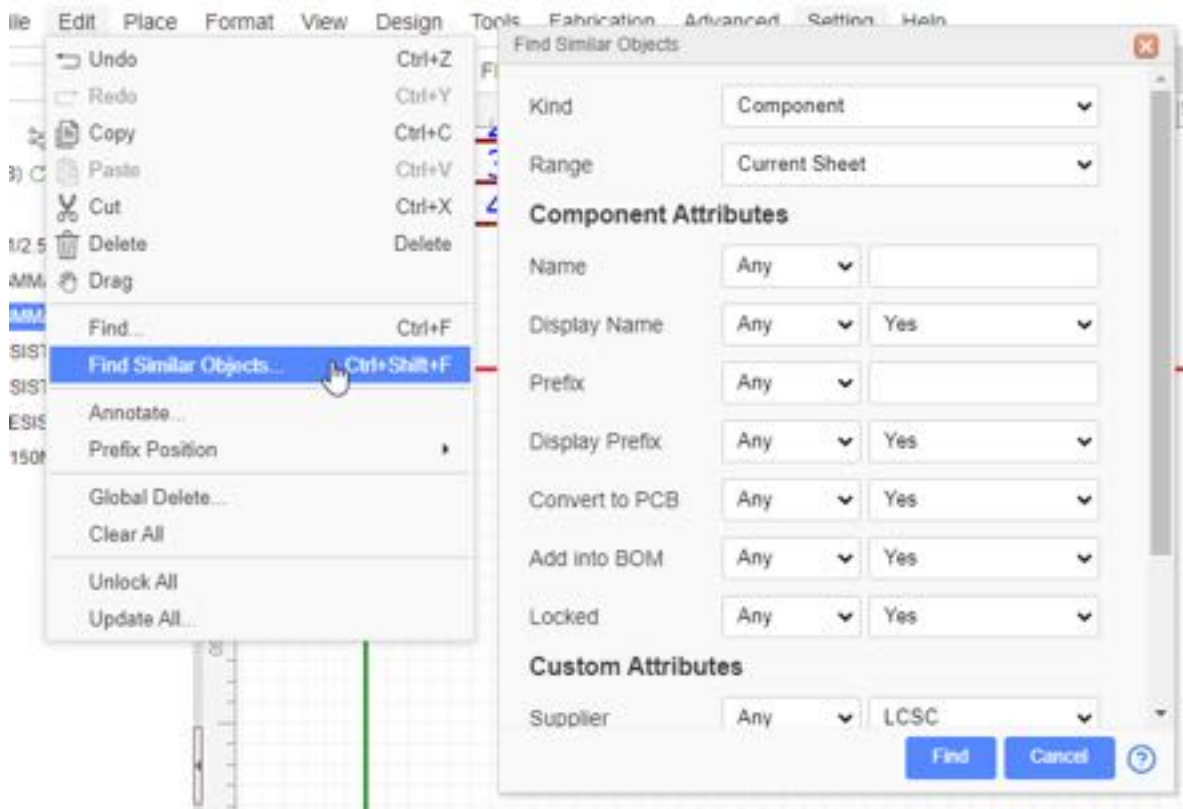 Edit Place Format View Design Tools Fabrication Advanced Setting Help
Undo Ctrl+Z
Redo Ctrl+Y
Copy Ctrl+C
Paste Ctrl+V
Cut Ctrl+X
Delete Delete
Drag
Find... Ctrl+F
Find Similar Objects... Ctrl+Shift+F
Annotate...
Prefix Position
Global Delete...
Clear All
Unlock All
Update All...
Find Similar Objects
Kind Component
Range Current Sheet
Component Attributes
Name Any
Display Name Any Yes
Prefix Any
Display Prefix Any Yes
Convert to PCB Any Yes
Add into BOM Any Yes
Locked Any Yes
Custom Attributes
Supplier Any LCSC
Find Cancel